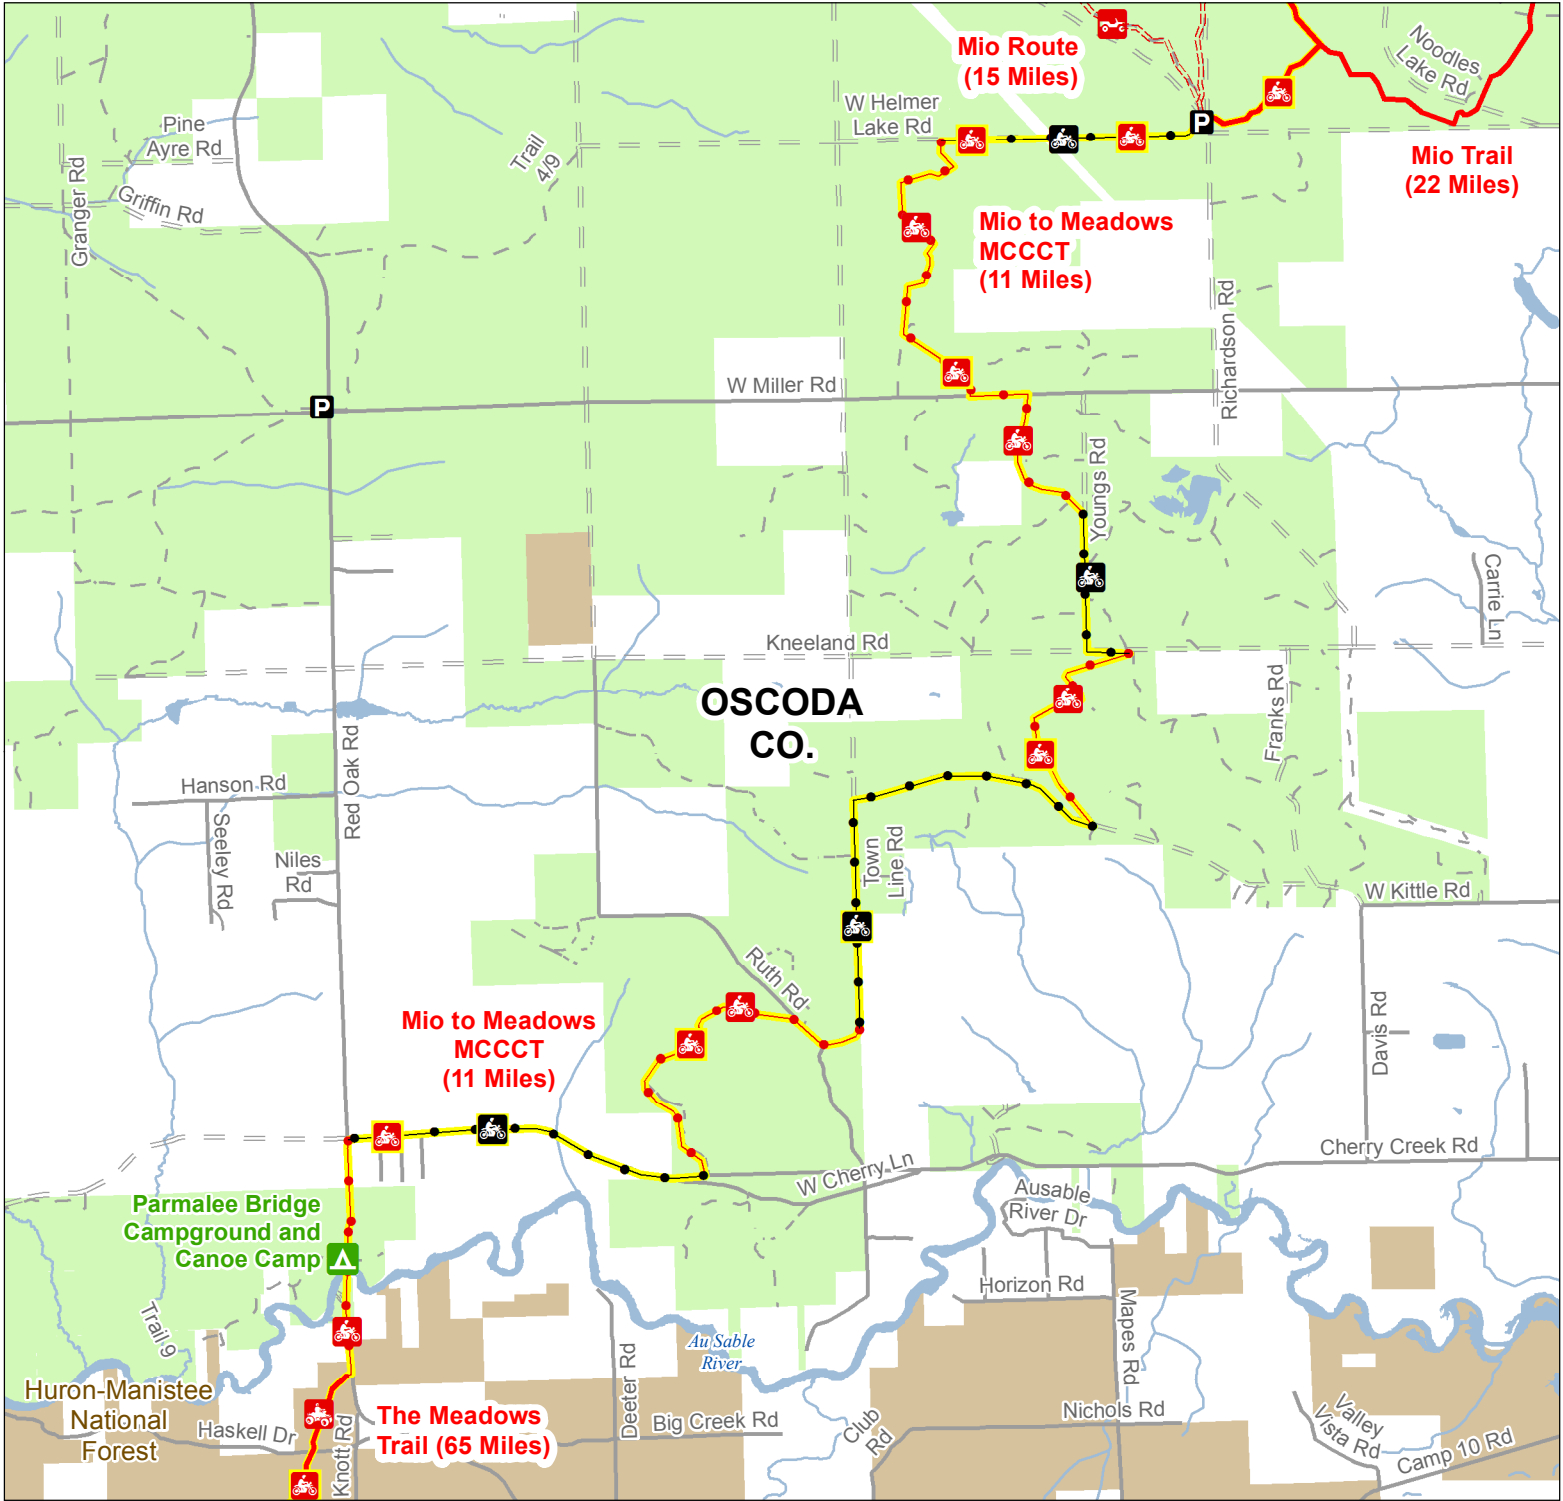 Mio Route
(15 Miles)
Noodles
Lake Rd
W Helmer
Lake Rd
P
Pine
Ayre Rd
Trail
4/9
Mio Trail
(22 Miles)
Granger Rd
Griffin Rd
Mio to Meadows
MCCCT
(11 Miles)
Richardson Rd
W Miller Rd
P
Youngs Rd
Carrie Ln
Kneeland Rd
OSCODA
CO.
Franks Rd
Red Oak Rd
Hanson Rd
Seeley Rd
Niles
Rd
Town
Line Rd
W Kittle Rd
Ruth Rd
Mio to Meadows
MCCCT
(11 Miles)
Davis Rd
Cherry Creek Rd
W Cherry Ln
Parmalee Bridge
Campground and
Canoe Camp
Ausable
River Dr
Horizon Rd
Mapes Rd
Trail 9
Au Sable
River
Deeter Rd
Huron-Manistee
National
Forest
Haskell Dr
Knott Rd
The Meadows
Trail (65 Miles)
Big Creek Rd
Club
Rd
Nichols Rd
Valley
Vista Rd
Camp 10 Rd